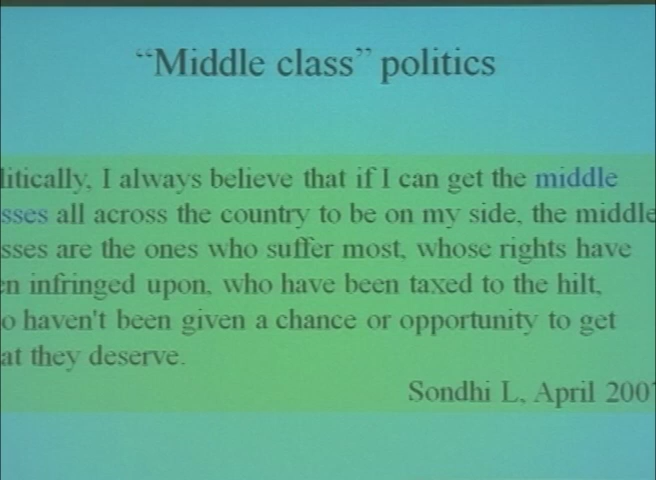 “Middle class” politics
litically, I always believe that if I can get the middle
sses all across the country to be on my side, the middle
sses are the ones who suffer most, whose rights have
en infringed upon, who have been taxed to the hilt,
o haven't been given a chance or opportunity to get
at they deserve.
Sondhi L, April 2007